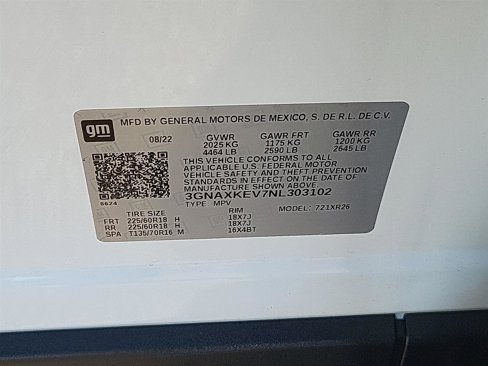 gm
MFD BY GENERAL MOTORS DE MEXICO, S. DE R.L. DE C.V.
08/22 GVWR GAWR FRT GAWR RR
2025 KG 1175 KG 1200 KG
4464 LB 2590 LB 2645 LB
THIS VEHICLE CONFORMS TO ALL
APPLICABLE U.S. FEDERAL MOTOR
VEHICLE SAFETY AND THEFT PREVENTION
STANDARDS IN EFFECT ON THE DATE OF
MANUFACTURE SHOWN ABOVE.
3GNAXKEV7NL303102
8624 TYPE: MPV MODEL: 721XR26
TIRE SIZE RIM
FRT 225/60R18 H 18X7J
RR 225/60R18 H 18X7J
SPA T135/70R16 M 16X4BT